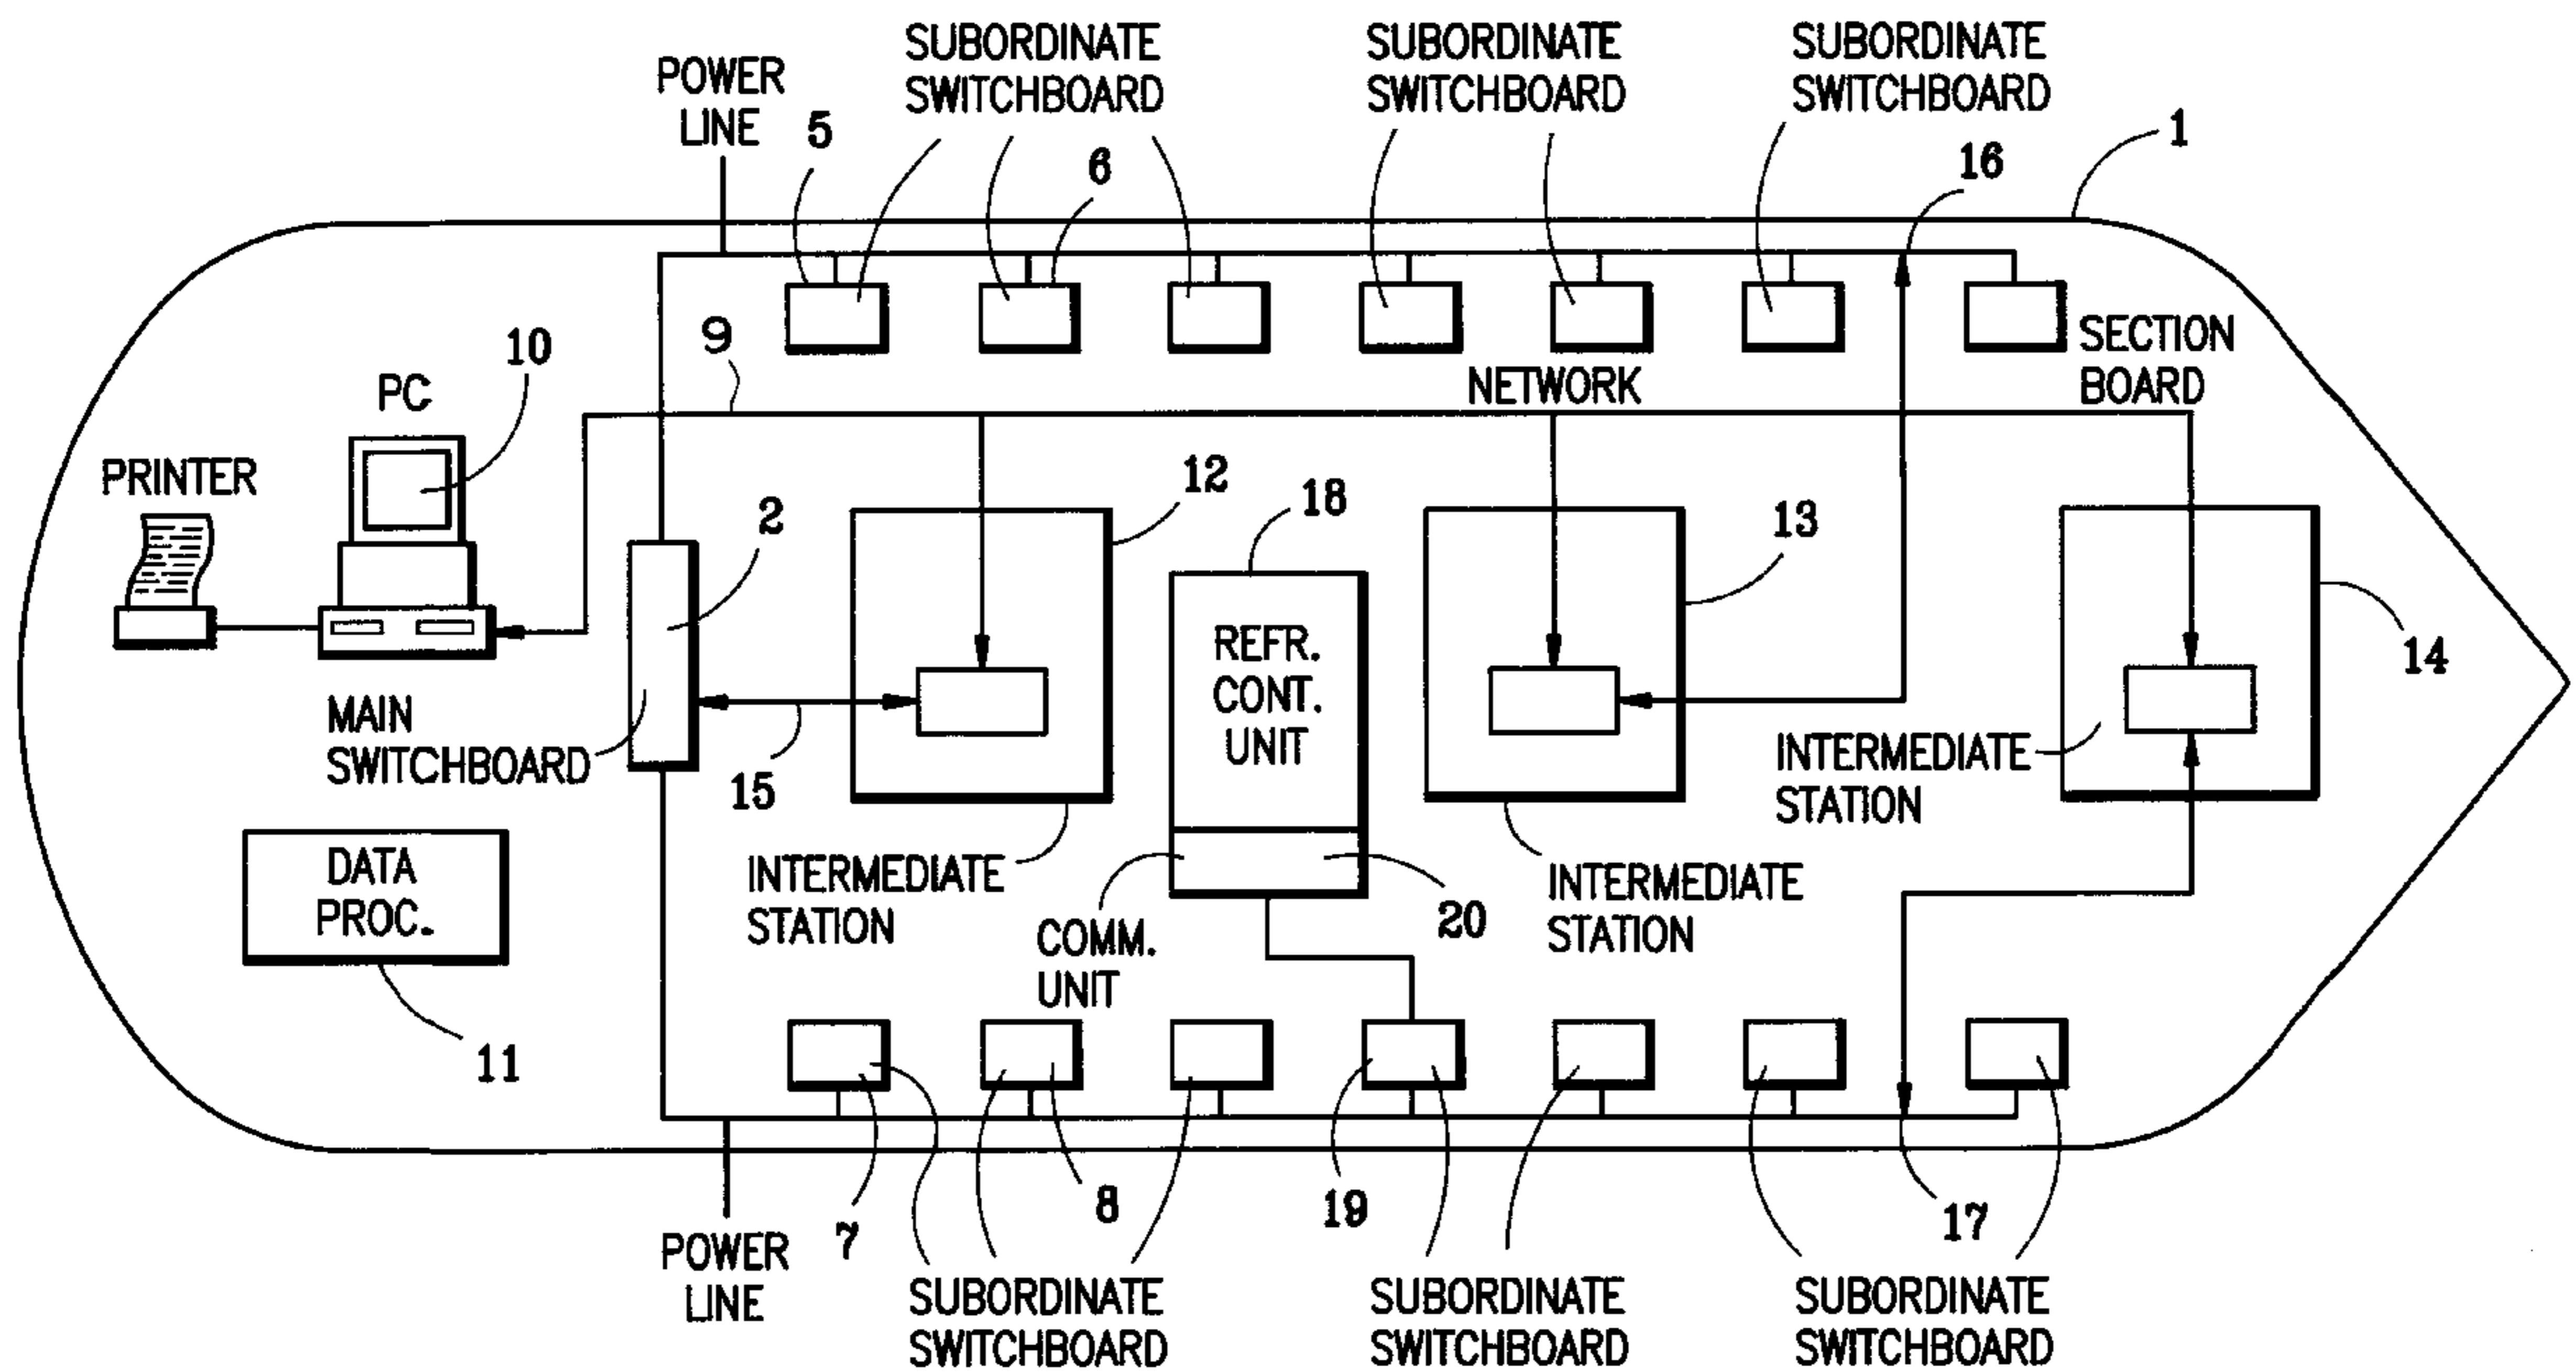 SUBORDINATE
SWITCHBOARD
SUBORDINATE
SWITCHBOARD
SUBORDINATE
SWITCHBOARD
POWER
LINE
5
6
16
1
9
10
PC
NETWORK
SECTION
BOARD
PRINTER
2
12
18
13
14
REFR.
CONT.
UNIT
MAIN
SWITCHBOARD
15
INTERMEDIATE
STATION
DATA
PROC.
INTERMEDIATE
STATION
COMM.
UNIT
20
INTERMEDIATE
STATION
11
7
8
19
17
POWER
LINE
SUBORDINATE
SWITCHBOARD
SUBORDINATE
SWITCHBOARD
SUBORDINATE
SWITCHBOARD